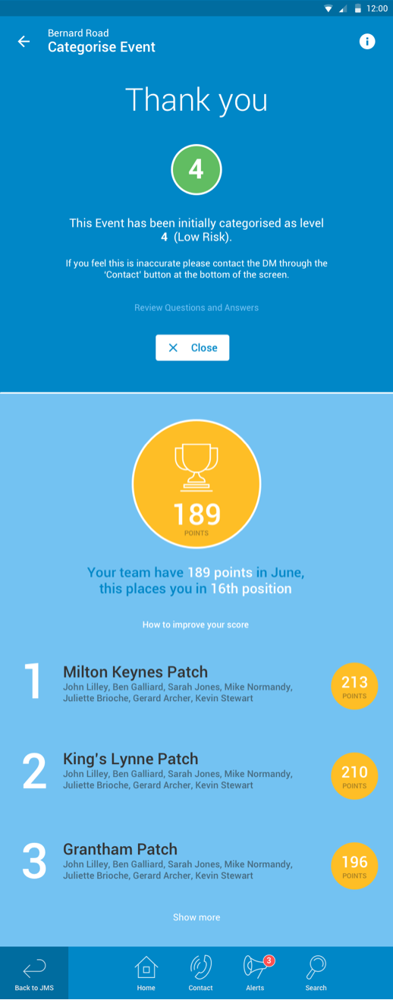 12:00
Bernard Road
Categorise Event
Thank you
4
This Event has been initially categorised as level
4 (Low Risk).
If you feel this is inaccurate please contact the DM through the
'Contact' button at the bottom of the screen.
Review Questions and Answers
Close
189
POINTS
Your team have 189 points in June,
this places you in 16th position
How to improve your score
1
Milton Keynes Patch
John Lilley, Ben Galliard, Sarah Jones, Mike Normandy,
Juliette Brioche, Gerard Archer, Kevin Stewart
213
POINTS
2
King's Lynne Patch
John Lilley, Ben Galliard, Sarah Jones, Mike Normandy,
Juliette Brioche, Gerard Archer, Kevin Stewart
210
POINTS
3
Grantham Patch
John Lilley, Ben Galliard, Sarah Jones, Mike Normandy,
Juliette Brioche, Gerard Archer, Kevin Stewart
196
POINTS
Show more
3
Back to JMS
Home
Contact
Alerts
Search